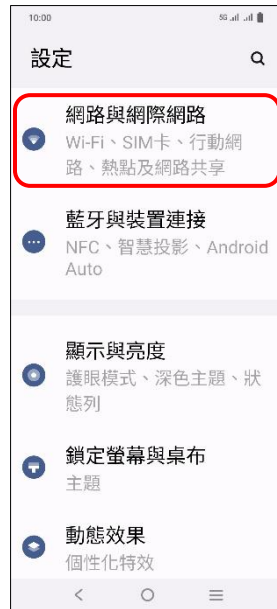 10:00 5G
設定
網路與網際網路
Wi-Fi、SIM卡、行動網
路、熱點及網路共享
藍牙與裝置連接
NFC、智慧投影、Android
Auto
顯示與亮度
護眼模式、深色主題、狀
態列
鎖定螢幕與桌布
主題
動態效果
個性化特效